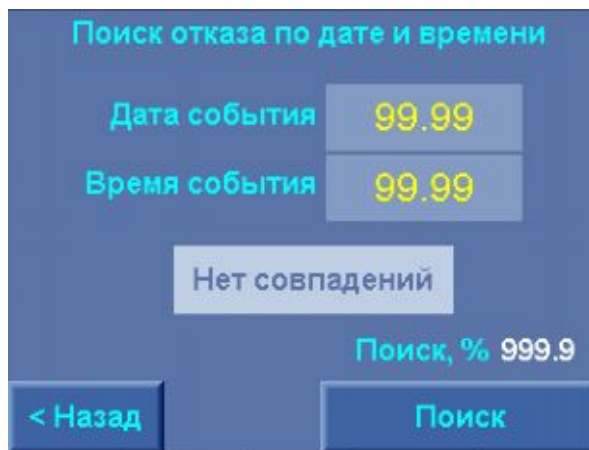 Поиск отказа по дате и времени
Дата события 99.99
Время события 99.99
Нет совпадений
Поиск, % 999.9
< Назад Поиск